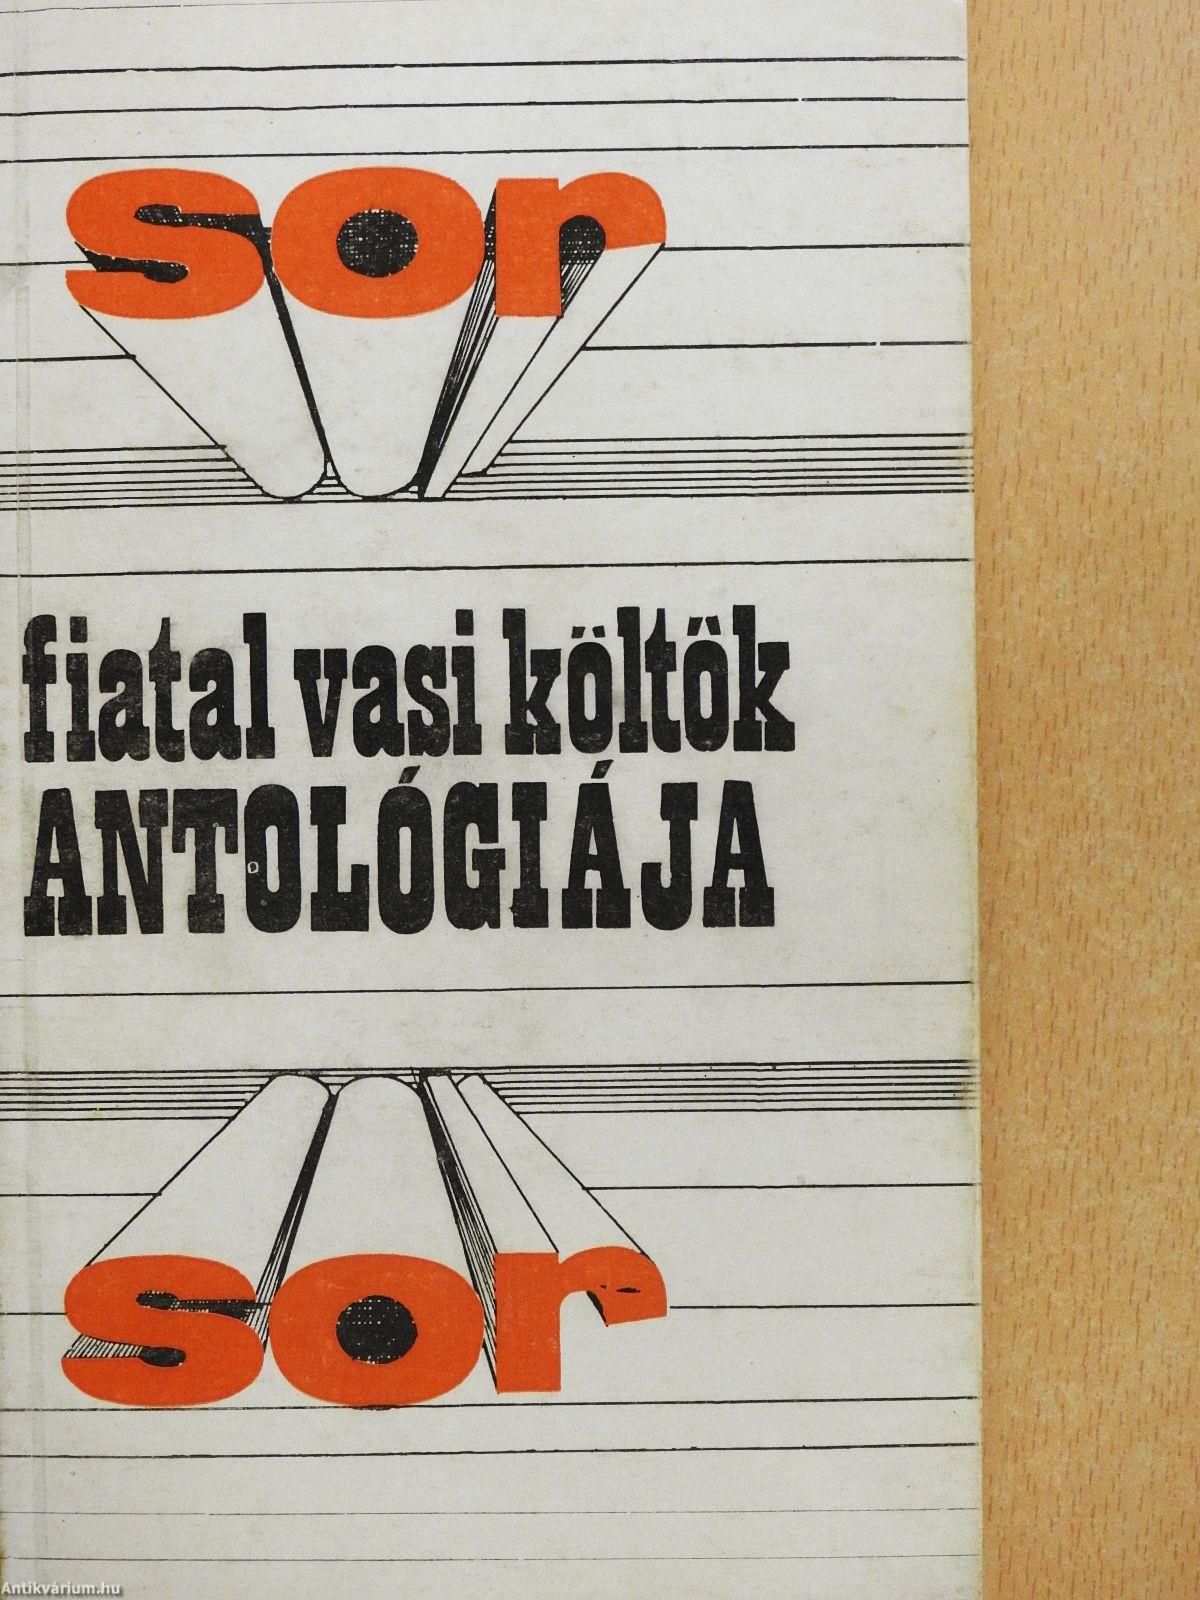 sor
fiatal vasi költők
ANTOLÓGIÁJA
sor
Antikvárium.hu